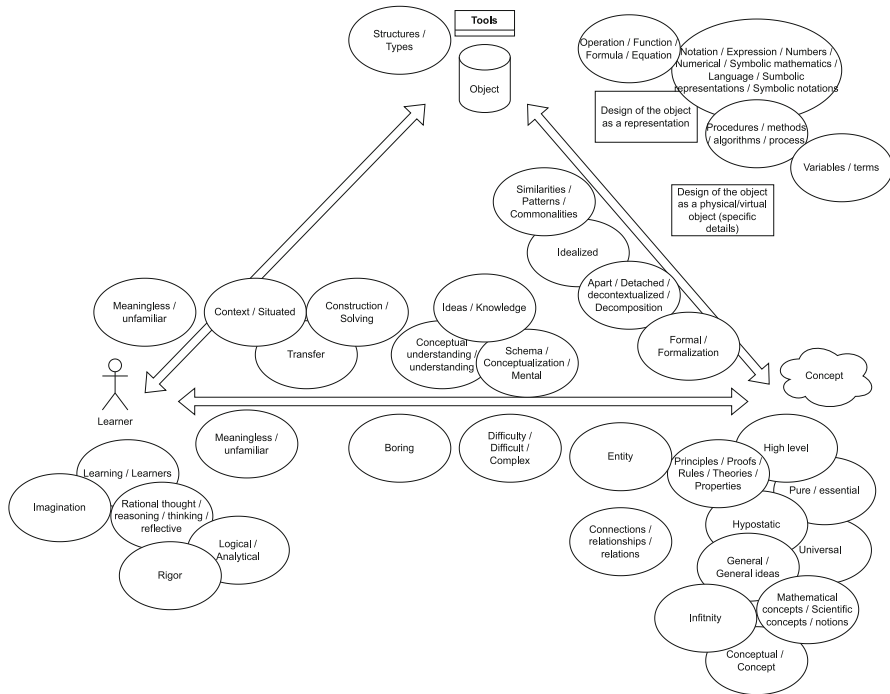 Structures /
Types
Tools
Object
Operation / Function /
Formula / Equation
Notation / Expression / Numbers /
Numerical / Symbolic mathematics /
Language / Sumbolic
representations / Symbolic notations
Design of the object
as a representation
Procedures / methods
/ algorithms / process
Variables / terms
Design of the object
as a physical/virtual
object (specific
details)
Similarities /
Patterns /
Commonalities
Idealized
Apart / Detached /
decontextualized /
Decomposition
Formal /
Formalization
Meaningless /
unfamiliar
Context / Situated
Construction /
Solving
Transfer
Ideas / Knowledge
Conceptual
understanding /
understanding
Schema /
Conceptualization /
Mental
Concept
Learner
Meaningless /
unfamiliar
Boring
Difficulty /
Difficult /
Complex
Entity
Principles / Proofs /
Rules / Theories /
Properties
High level
Pure / essential
Learning / Learners
Imagination
Rational thought /
reasoning / thinking /
reflective
Logical /
Analytical
Rigor
Connections /
relationships /
relations
Hypostatic
Universal
General /
General ideas
Mathematical
concepts / Scientific
concepts / notions
Infitnity
Conceptual /
Concept